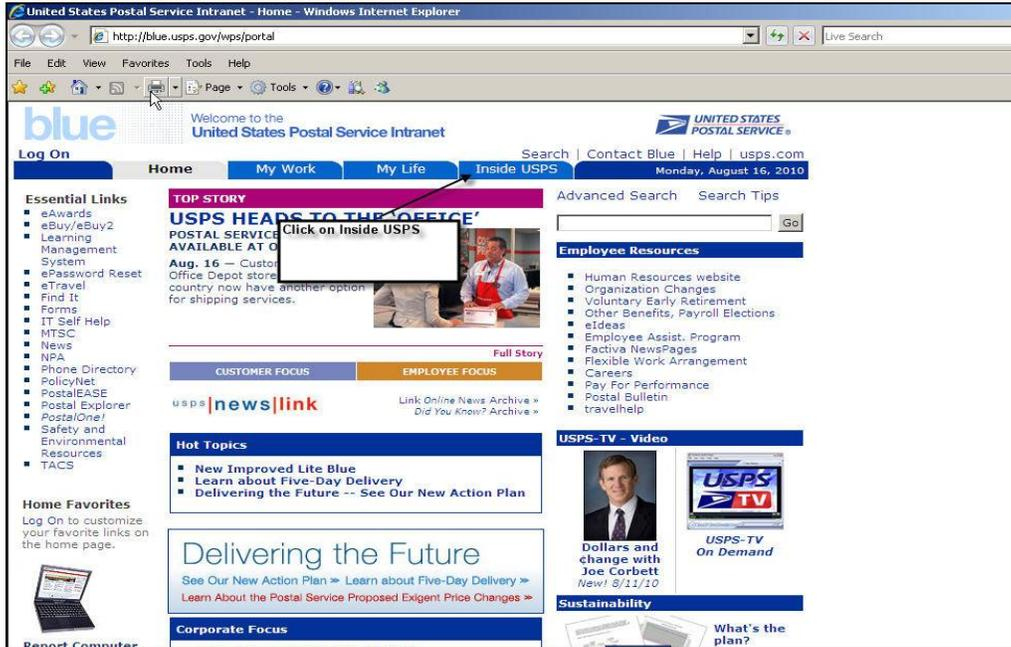 United States Postal Service Intranet - Home - Windows Internet Explorer
http://blue.usps.gov/wps/portal
Live Search
File Edit View Favorites Tools Help
Page Tools
blue
Welcome to the
United States Postal Service Intranet
UNITED STATES
POSTAL SERVICE®
Log On
Search | Contact Blue | Help | usps.com
Home My Work My Life Inside USPS
Monday, August 16, 2010
Essential Links
eAwards
eBuy/eBuy2
Learning
Management
System
ePassword Reset
eTravel
Find It
Forms
IT Self Help
MTSC
News
NPA
Phone Directory
PolicyNet
PostalEASE
Postal Explorer
PostalOne!
Safety and
Environmental
Resources
TACS
Home Favorites
Log On to customize
your favorite links on
the home page.
Report Computer
TOP STORY
USPS HEADS TO THE 'OFFICE'
Click on Inside USPS
POSTAL SERVICE
AVAILABLE AT
Aug. 16 —
Office Depot store
country now have another option
for shipping services.
Full Story
CUSTOMER FOCUS EMPLOYEE FOCUS
usps|news|link
Link Online News Archive »
Did You Know? Archive »
Hot Topics
New Improved Lite Blue
Learn about Five-Day Delivery
Delivering the Future -- See Our New Action Plan
Delivering the Future
See Our New Action Plan » Learn about Five-Day Delivery »
Learn About the Postal Service Proposed Exigent Price Changes »
Corporate Focus
Advanced Search Search Tips
Go
Employee Resources
Human Resources website
Organization Changes
Voluntary Early Retirement
Other Benefits, Payroll Elections
eIdeas
Employee Assist. Program
Factiva NewsPages
Flexible Work Arrangement
Careers
Pay For Performance
Postal Bulletin
travelhelp
USPS-TV - Video
Dollars and
change with
Joe Corbett
New! 8/11/10
USPS
TV
USPS-TV
On Demand
Sustainability
What's the
plan?